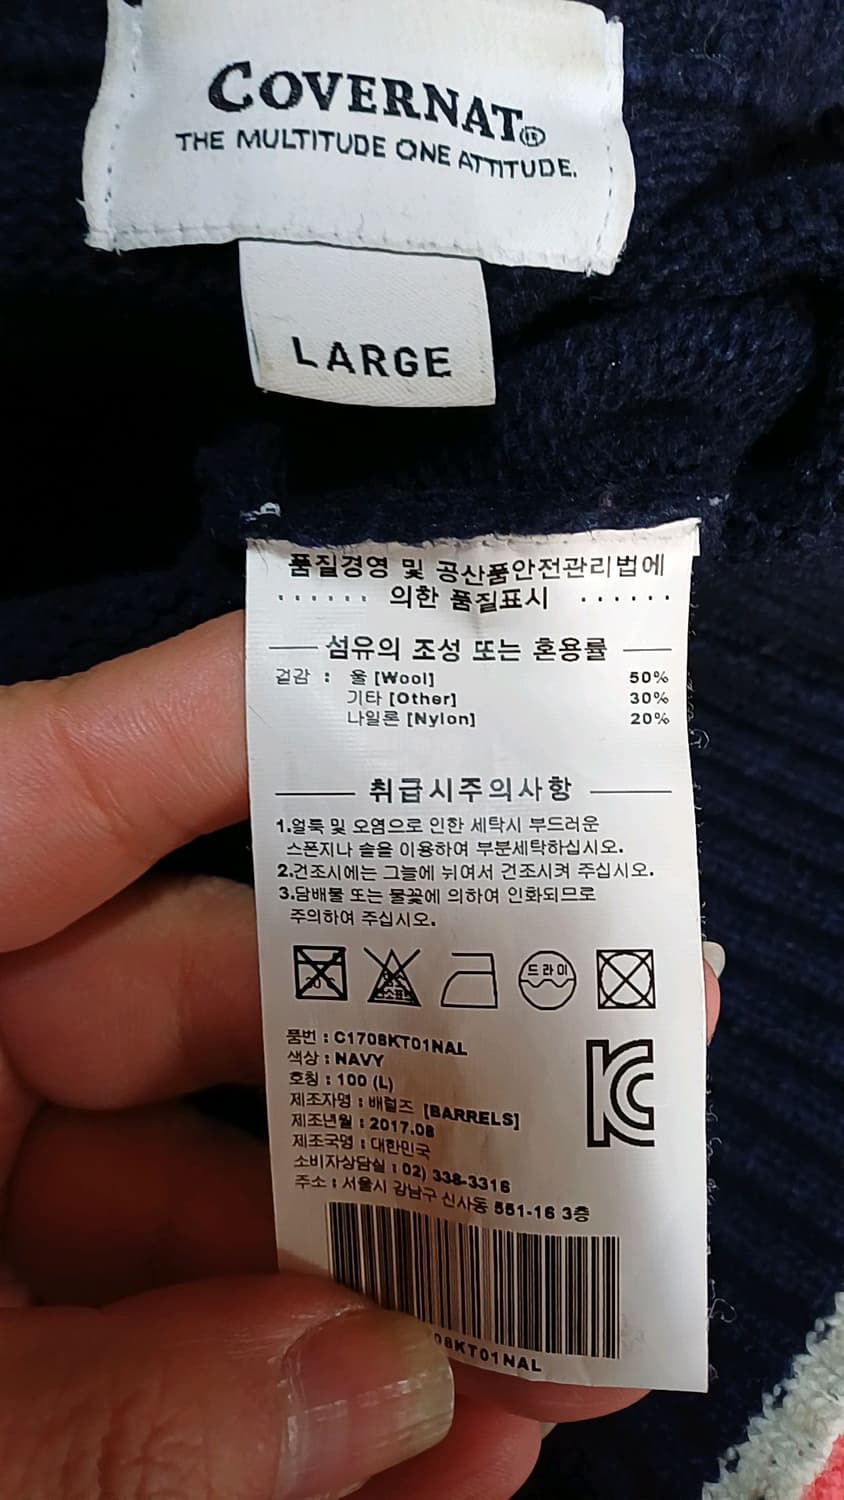 COVERNAT®
THE MULTITUDE ONE ATTITUDE.
LARGE
품질경영 및 공산품안전관리법에
······ 의한 품질표시 ······
섬유의 조성 또는 혼용률
겉감 : 울 [Wool] 50%
기타 [Other] 30%
나일론 [Nylon] 20%
취급시주의사항
1.얼룩 및 오염으로 인한 세탁시 부드러운
스폰지나 솔을 이용하여 부분세탁하십시오.
2.건조시에는 그늘에 뉘어서 건조시켜 주십시오.
3.담배불 또는 불꽃에 의하여 인화되므로
주의하여 주십시오.
드라이
품번 : C1708KT01NAL
색상 : NAVY
호칭 : 100 (L)
제조자명 : 배럴즈 [BARRELS]
제조년월 : 2017.08
제조국명 : 대한민국
소비자상담실 : 02) 338-3316
주소 : 서울시 강남구 신사동 551-16 3층
08KT01NAL